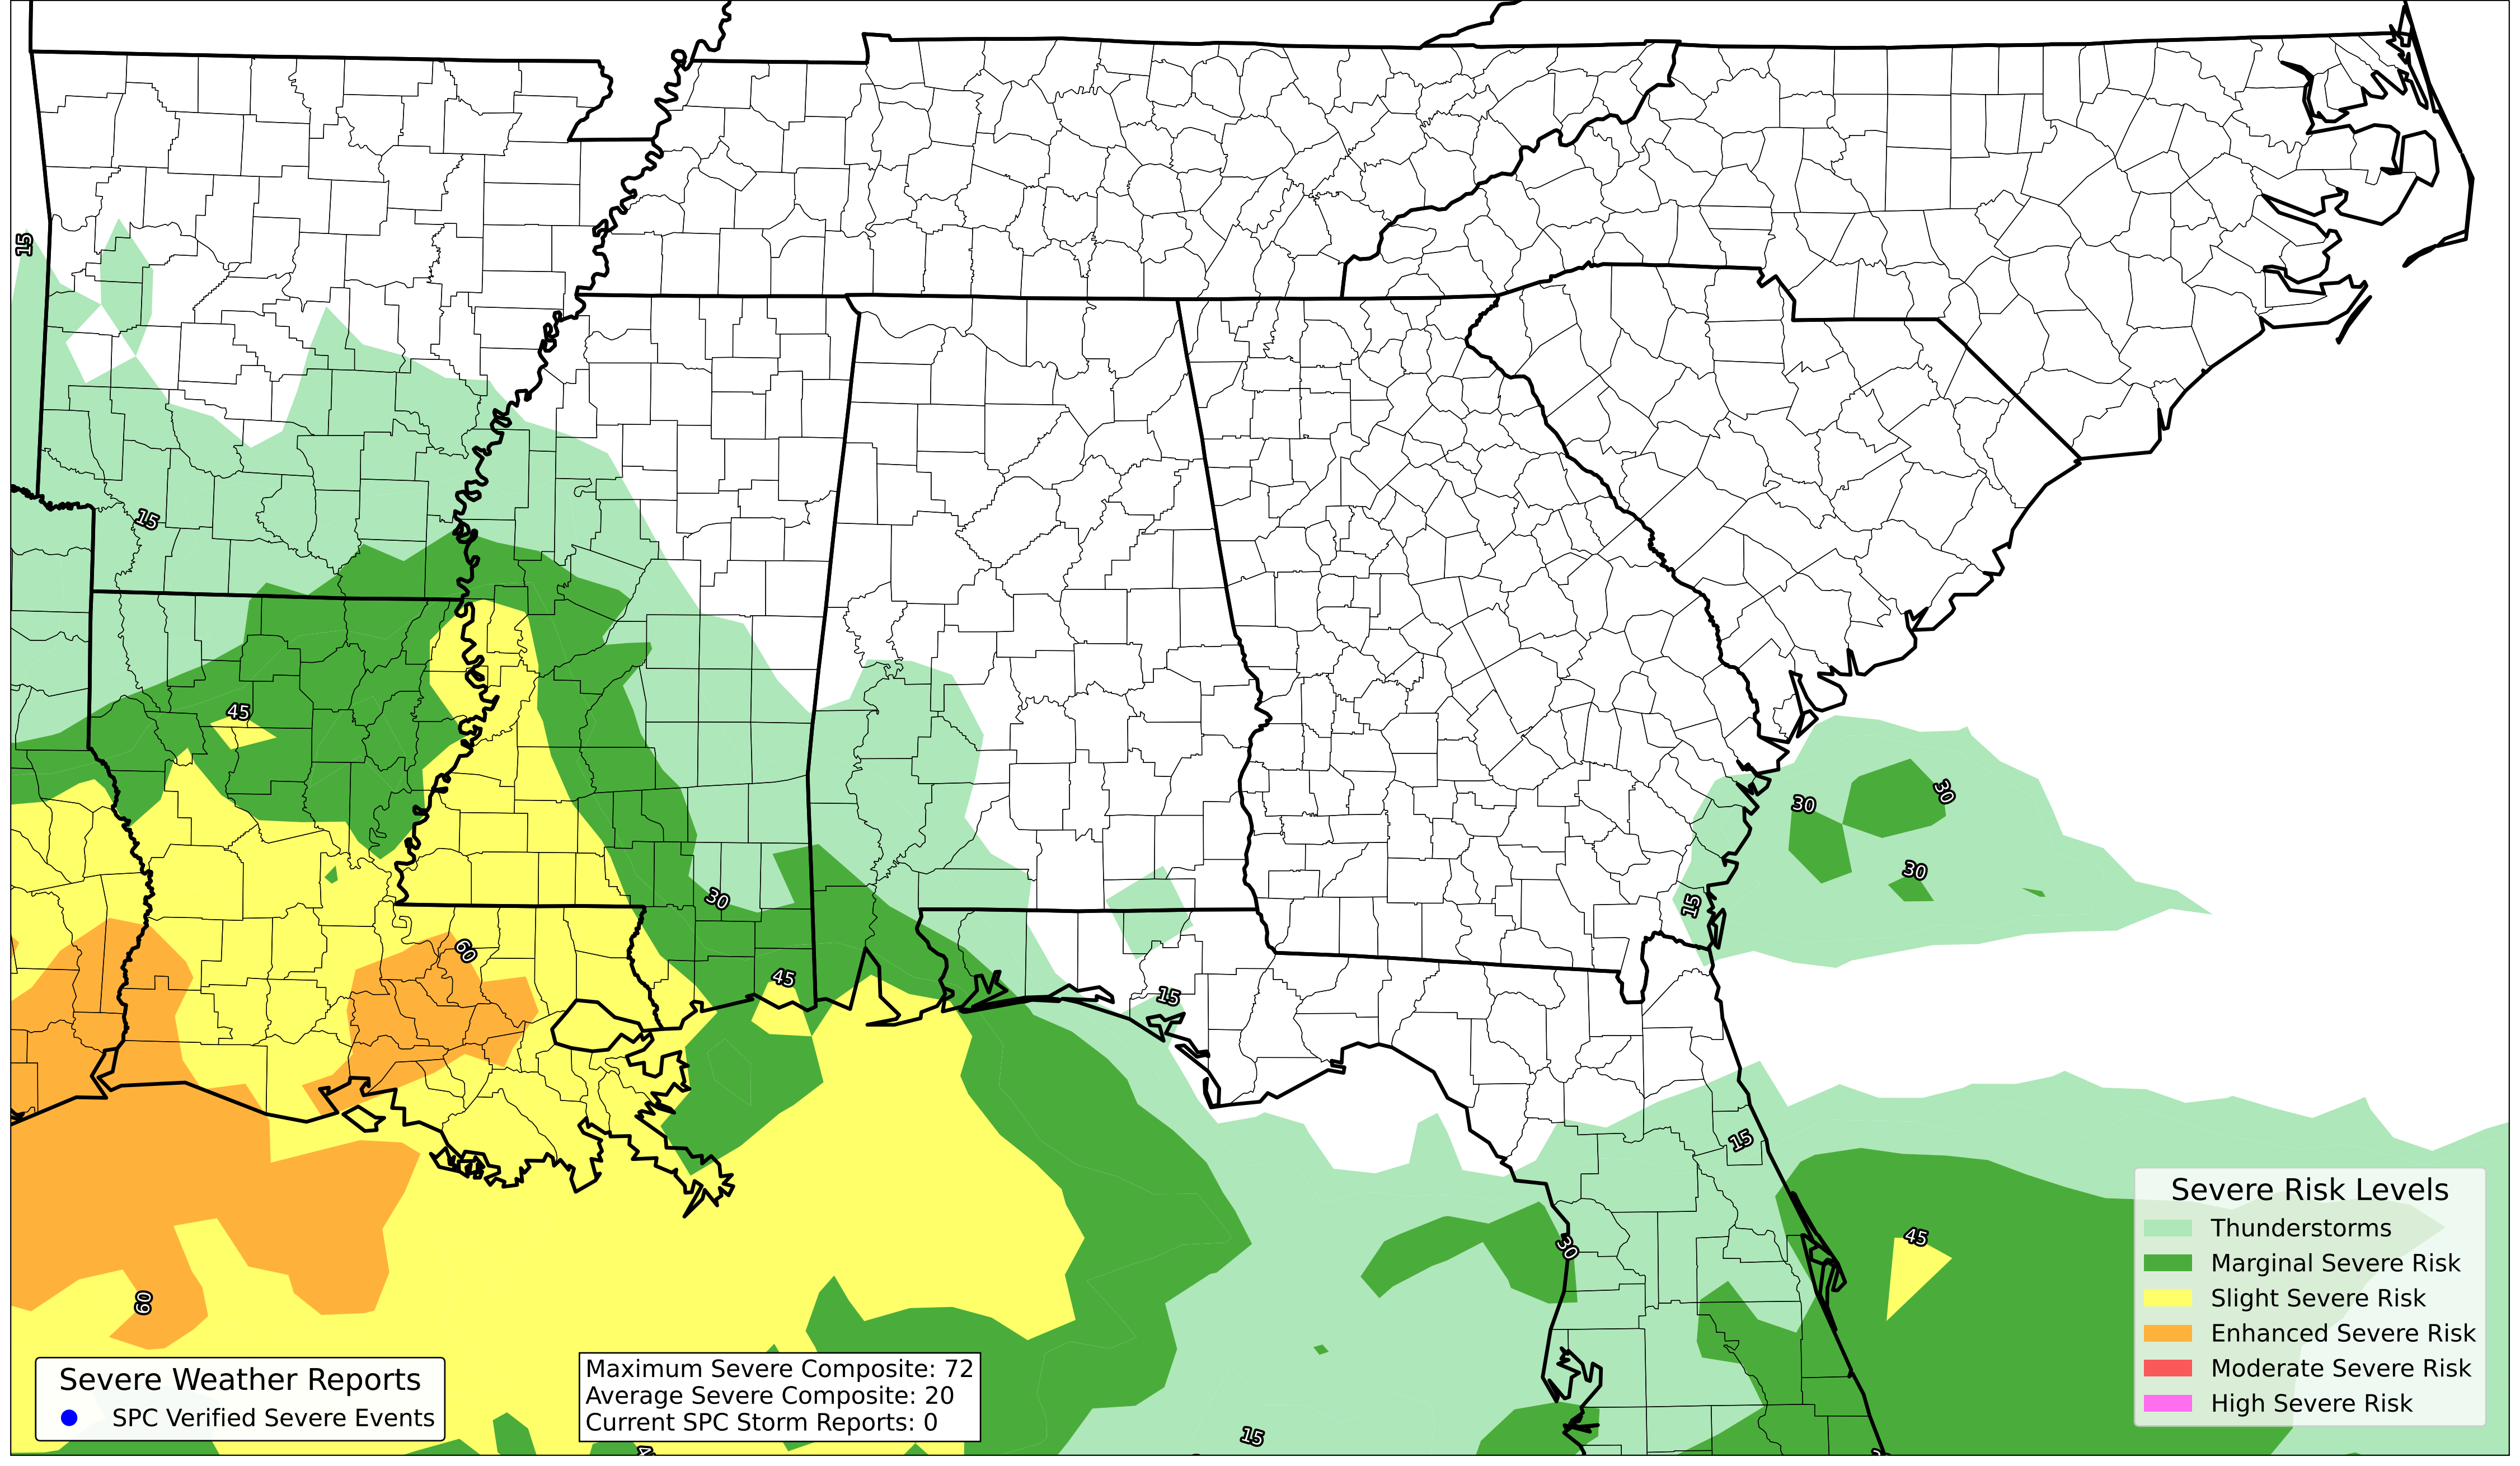 15
15
45
30
60
45
15
60
30
30
30
15
15
30
45
15
Severe Risk Levels
Thunderstorms
Marginal Severe Risk
Slight Severe Risk
Enhanced Severe Risk
Moderate Severe Risk
High Severe Risk
Severe Weather Reports
SPC Verified Severe Events
Maximum Severe Composite: 72
Average Severe Composite: 20
Current SPC Storm Reports: 0
15